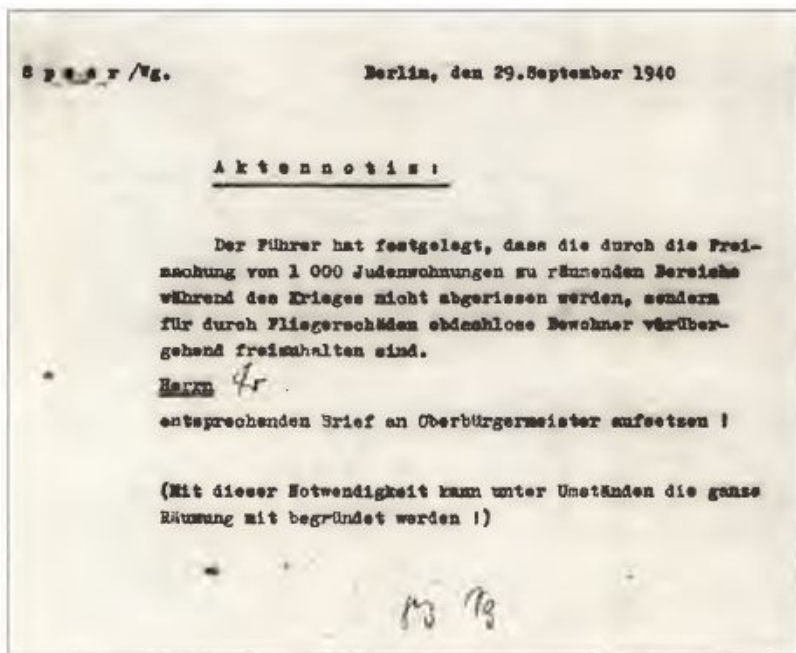 S p e e r /Wg.
Berlin, den 29.September 1940
A k t e n n o t i z :
Der Führer hat festgelegt, dass die durch die Frei-
machung von 1 000 Judenwohnungen zu räumenden Bereiche
während des Krieges nicht abgerissen werden, sondern
für durch Fliegerschäden obdachlose Bewohner vorüber-
gehend freizuhalten sind.
Herrn
entsprechenden Brief an Oberbürgermeister aufsetzen !
(Mit dieser Notwendigkeit kann unter Umständen die ganze
Räumung mit begründet werden !)